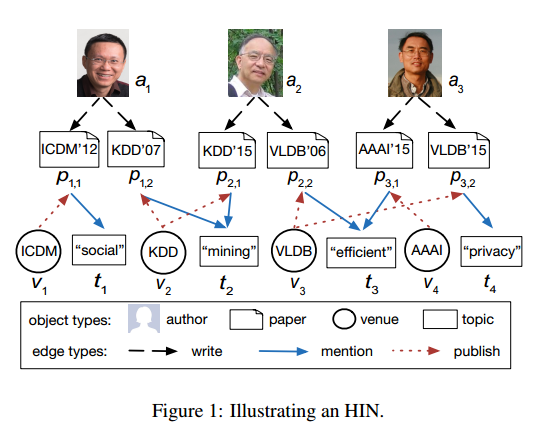 a1 a2 a3
ICDM'12 KDD'07 KDD'15 VLDB'06 AAAI'15 VLDB'15
p1,1 p1,2 p2,1 p2,2 p3,1 p3,2
ICDM "social" KDD "mining" VLDB "efficient" AAAI "privacy"
v1 t1 v2 t2 v3 t3 v4 t4
object types: author paper venue topic
edge types: write mention publish
Figure 1: Illustrating an HIN.